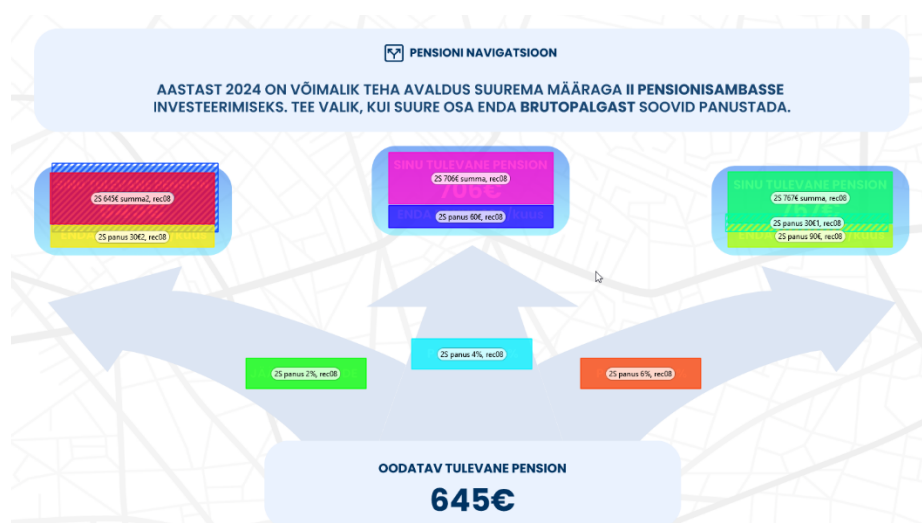 PENSIONI NAVIGATSIOON
AASTAST 2024 ON VÕIMALIK TEHA AVALDUS SUUREMA MÄÄRAGA II PENSIONISAMBASSE
INVESTEERIMISEKS. TEE VALIK, KUI SUURE OSA ENDA BRUTOPALGAST SOOVID PANUSTADA.
2S 645€ summa2, rec08
2S panus 30€2, rec08
SINU TULEVANE PENSION
2S 706€ summa, rec08
706€
2S panus 60€, rec08
SINU TULEVANE PENSION
2S 767€ summa, rec08
2S panus 30€1, rec08
2S panus 90€, rec08
2S panus 2%, rec08
2S panus 4%, rec08
2S panus 6%, rec08
OODATAV TULEVANE PENSION
645€